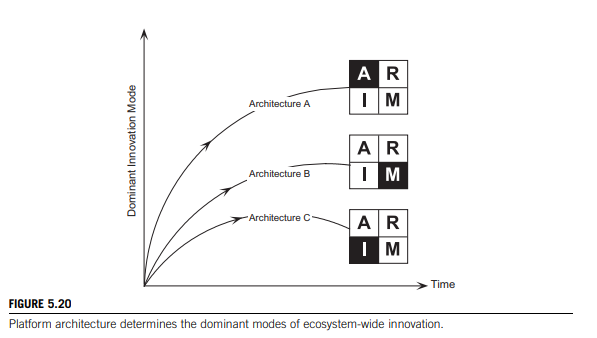 Dominant Innovation Mode
A R
I M
Architecture A
A R
I M
Architecture B
A R
I M
Architecture C
Time
FIGURE 5.20
Platform architecture determines the dominant modes of ecosystem-wide innovation.